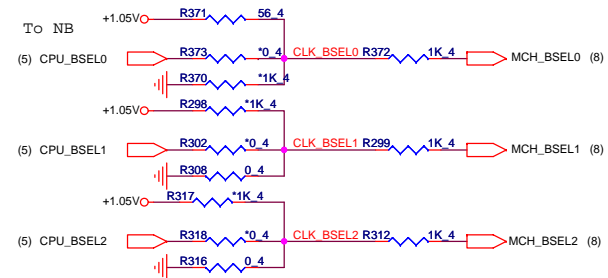 R371 56_4
+1.05V
To NB
R373 *0_4 CLK_BSEL0 R372 1K_4
(5) CPU_BSEL0 MCH_BSEL0 (8)
R370 *1K_4
R298 *1K_4
+1.05V
R302 *0_4 CLK_BSEL1 R299 1K_4
(5) CPU_BSEL1 MCH_BSEL1 (8)
R308 0_4
R317 *1K_4
+1.05V
R318 *0_4 CLK_BSEL2 R312 1K_4
(5) CPU_BSEL2 MCH_BSEL2 (8)
R316 0_4